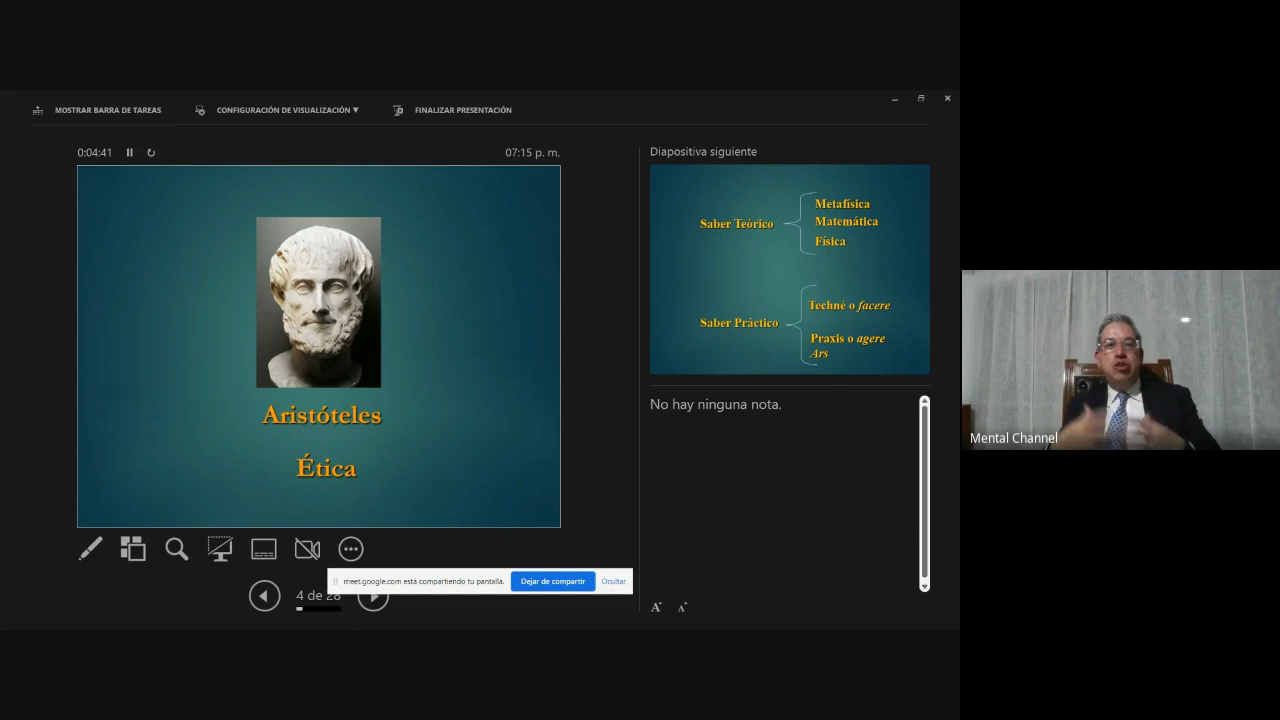 MOSTRAR BARRA DE TAREAS
CONFIGURACIÓN DE VISUALIZACIÓN ▼
FINALIZAR PRESENTACIÓN
0:04:41
07:15 p. m.
Aristóteles
Ética
meet.google.com está compartiendo tu pantalla.
Dejar de compartir
Ocultar
4 de 28
Diapositiva siguiente
Saber Teórico
Metafísica
Matemática
Física
Saber Práctico
Techné o facere
Praxis o agere
Ars
No hay ninguna nota.
A A
Mental Channel